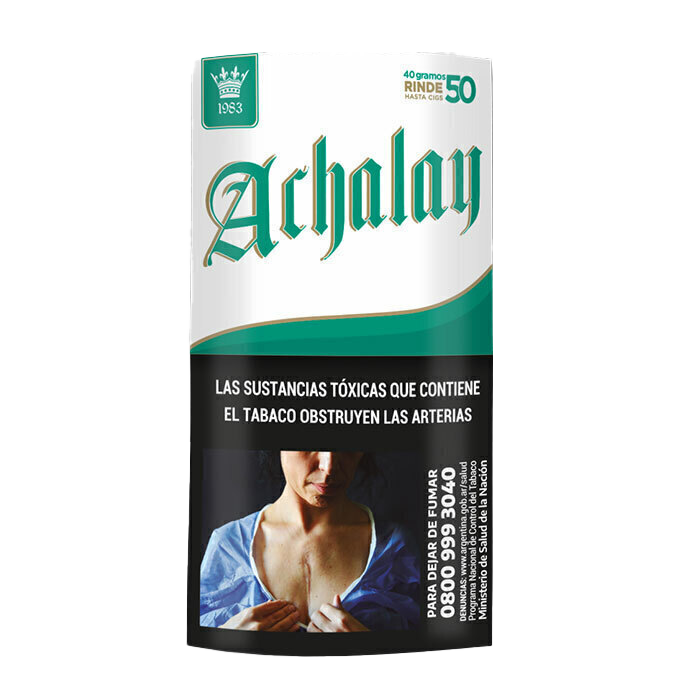 1983
40 gramos
RINDE
HASTA CIGS
50
Achalay
LAS SUSTANCIAS TÓXICAS QUE CONTIENE
EL TABACO OBSTRUYEN LAS ARTERIAS
PARA DEJAR DE FUMAR
0800 999 3040
DENUNCIAS: www.argentina.gob.ar/salud
Programa Nacional de Control del Tabaco
Ministerio de Salud de la Nación